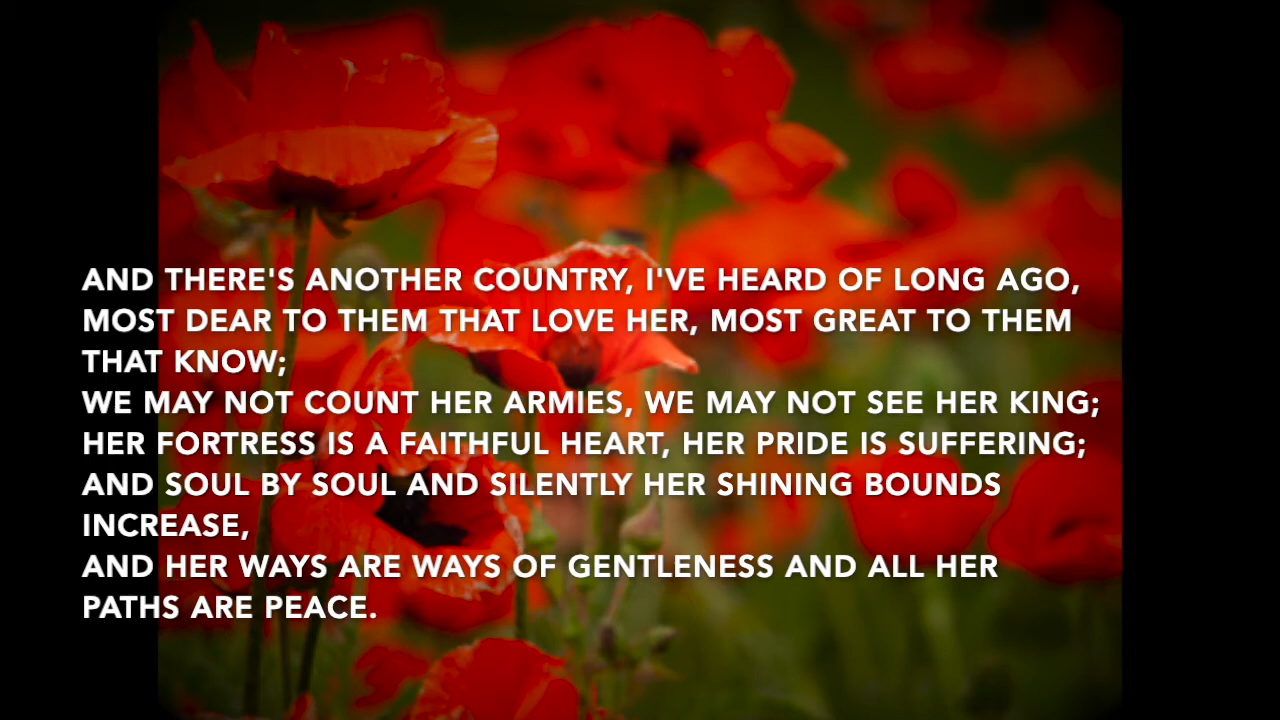 AND THERE'S ANOTHER COUNTRY, I'VE HEARD OF LONG AGO,
MOST DEAR TO THEM THAT LOVE HER, MOST GREAT TO THEM
THAT KNOW;
WE MAY NOT COUNT HER ARMIES, WE MAY NOT SEE HER KING;
HER FORTRESS IS A FAITHFUL HEART, HER PRIDE IS SUFFERING;
AND SOUL BY SOUL AND SILENTLY HER SHINING BOUNDS
INCREASE,
AND HER WAYS ARE WAYS OF GENTLENESS AND ALL HER
PATHS ARE PEACE.